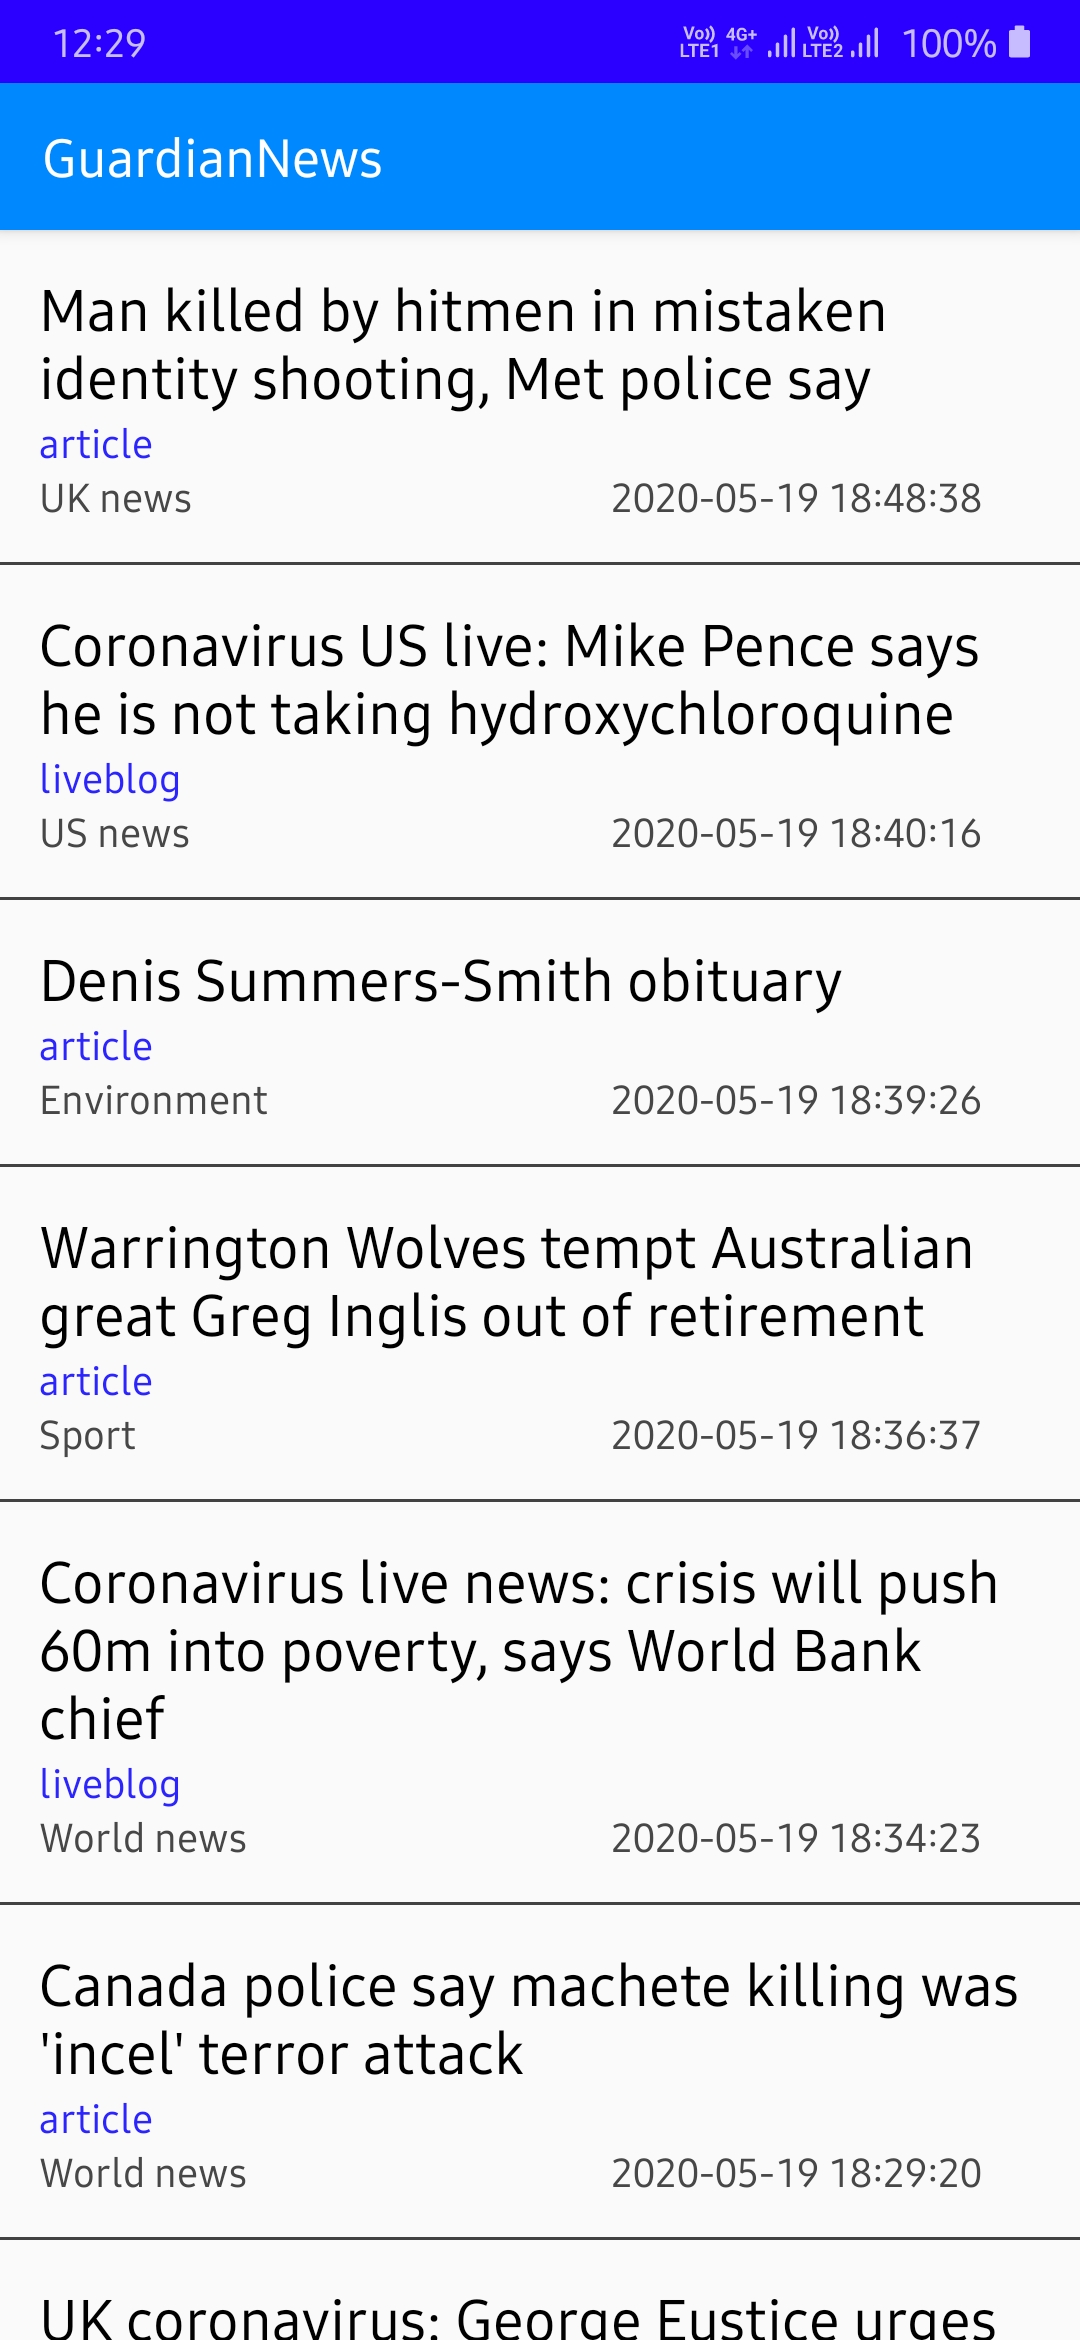 12:29 Vo)) LTE1 4G+ Vo)) LTE2 100%
GuardianNews
Man killed by hitmen in mistaken
identity shooting, Met police say
article
UK news 2020-05-19 18:48:38
Coronavirus US live: Mike Pence says
he is not taking hydroxychloroquine
liveblog
US news 2020-05-19 18:40:16
Denis Summers-Smith obituary
article
Environment 2020-05-19 18:39:26
Warrington Wolves tempt Australian
great Greg Inglis out of retirement
article
Sport 2020-05-19 18:36:37
Coronavirus live news: crisis will push
60m into poverty, says World Bank
chief
liveblog
World news 2020-05-19 18:34:23
Canada police say machete killing was
'incel' terror attack
article
World news 2020-05-19 18:29:20
UK coronavirus: George Eustice urges